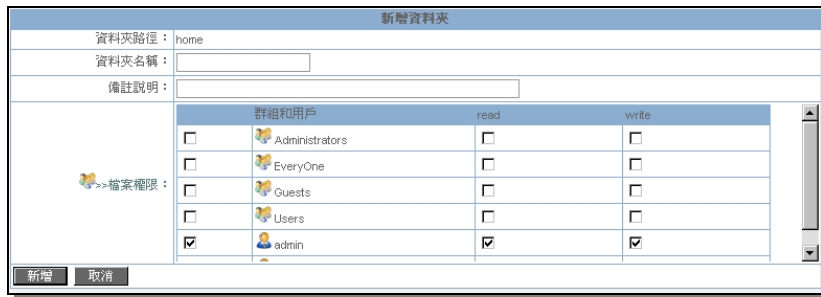 新增資料夾
資料夾路徑：home
資料夾名稱：
備註說明：
群組和用戶 read write
Administrators
EveryOne
>>檔案權限：
Guests
Users
admin
新增 取消